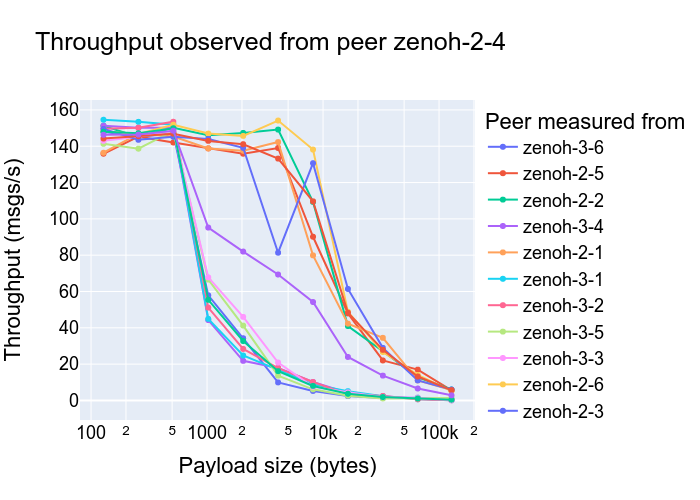 Throughput observed from peer zenoh-2-4
Throughput (msgs/s)
160
140
120
100
80
60
40
20
0
100 2 5 1000 2 5 10k 2 5 100k 2
Payload size (bytes)
Peer measured from
zenoh-3-6
zenoh-2-5
zenoh-2-2
zenoh-3-4
zenoh-2-1
zenoh-3-1
zenoh-3-2
zenoh-3-5
zenoh-3-3
zenoh-2-6
zenoh-2-3